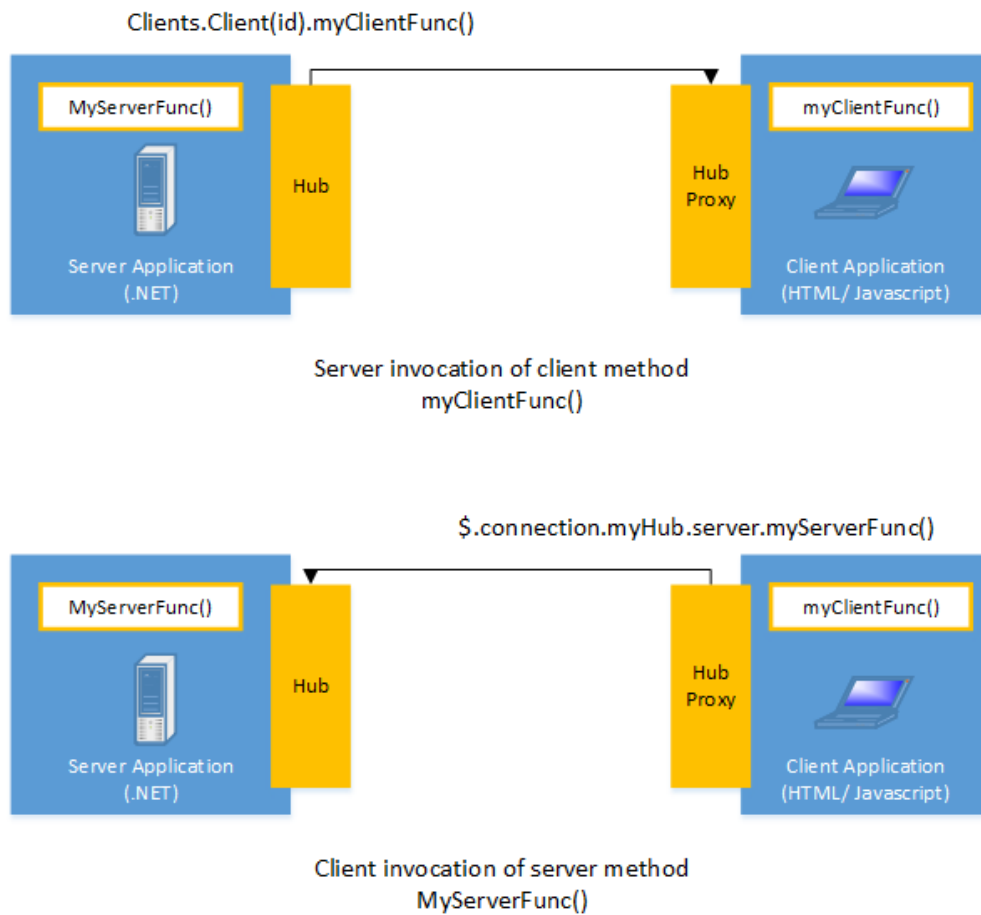 Clients.Client(id).myClientFunc()
MyServerFunc()
myClientFunc()
Hub
Hub
Proxy
Server Application
(.NET)
Client Application
(HTML/ Javascript)
Server invocation of client method
myClientFunc()
$.connection.myHub.server.myServerFunc()
MyServerFunc()
myClientFunc()
Hub
Hub
Proxy
Server Application
(.NET)
Client Application
(HTML/ Javascript)
Client invocation of server method
MyServerFunc()